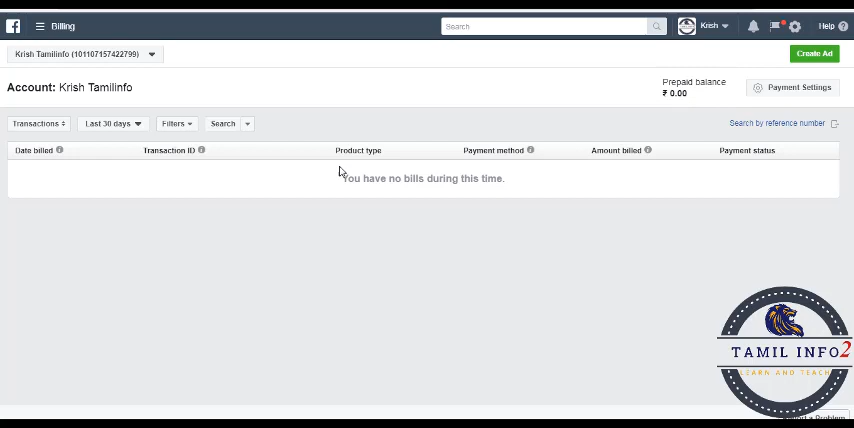 Billing
Search
Krish
Help
Krish Tamilinfo (101107157422799)
Create Ad
Account: Krish Tamilinfo
Prepaid balance
₹ 0.00
Payment Settings
Transactions
Last 30 days
Filters
Search
Search by reference number
Date billed
Transaction ID
Product type
Payment method
Amount billed
Payment status
You have no bills during this time.
TAMIL INFO2
LEARN AND TEACH
a Problem